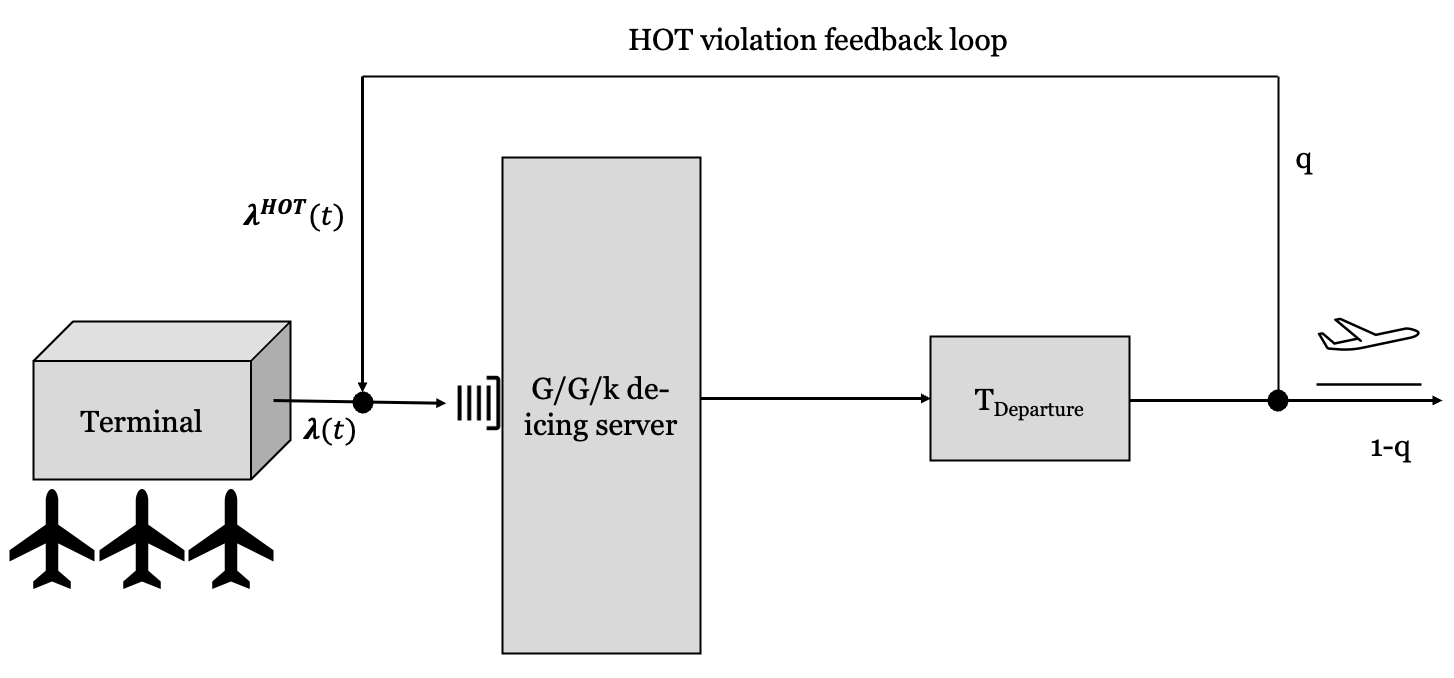 HOT violation feedback loop
q
λ^HOT(t)
Terminal
λ(t)
G/G/k de-
icing server
T_Departure
1-q